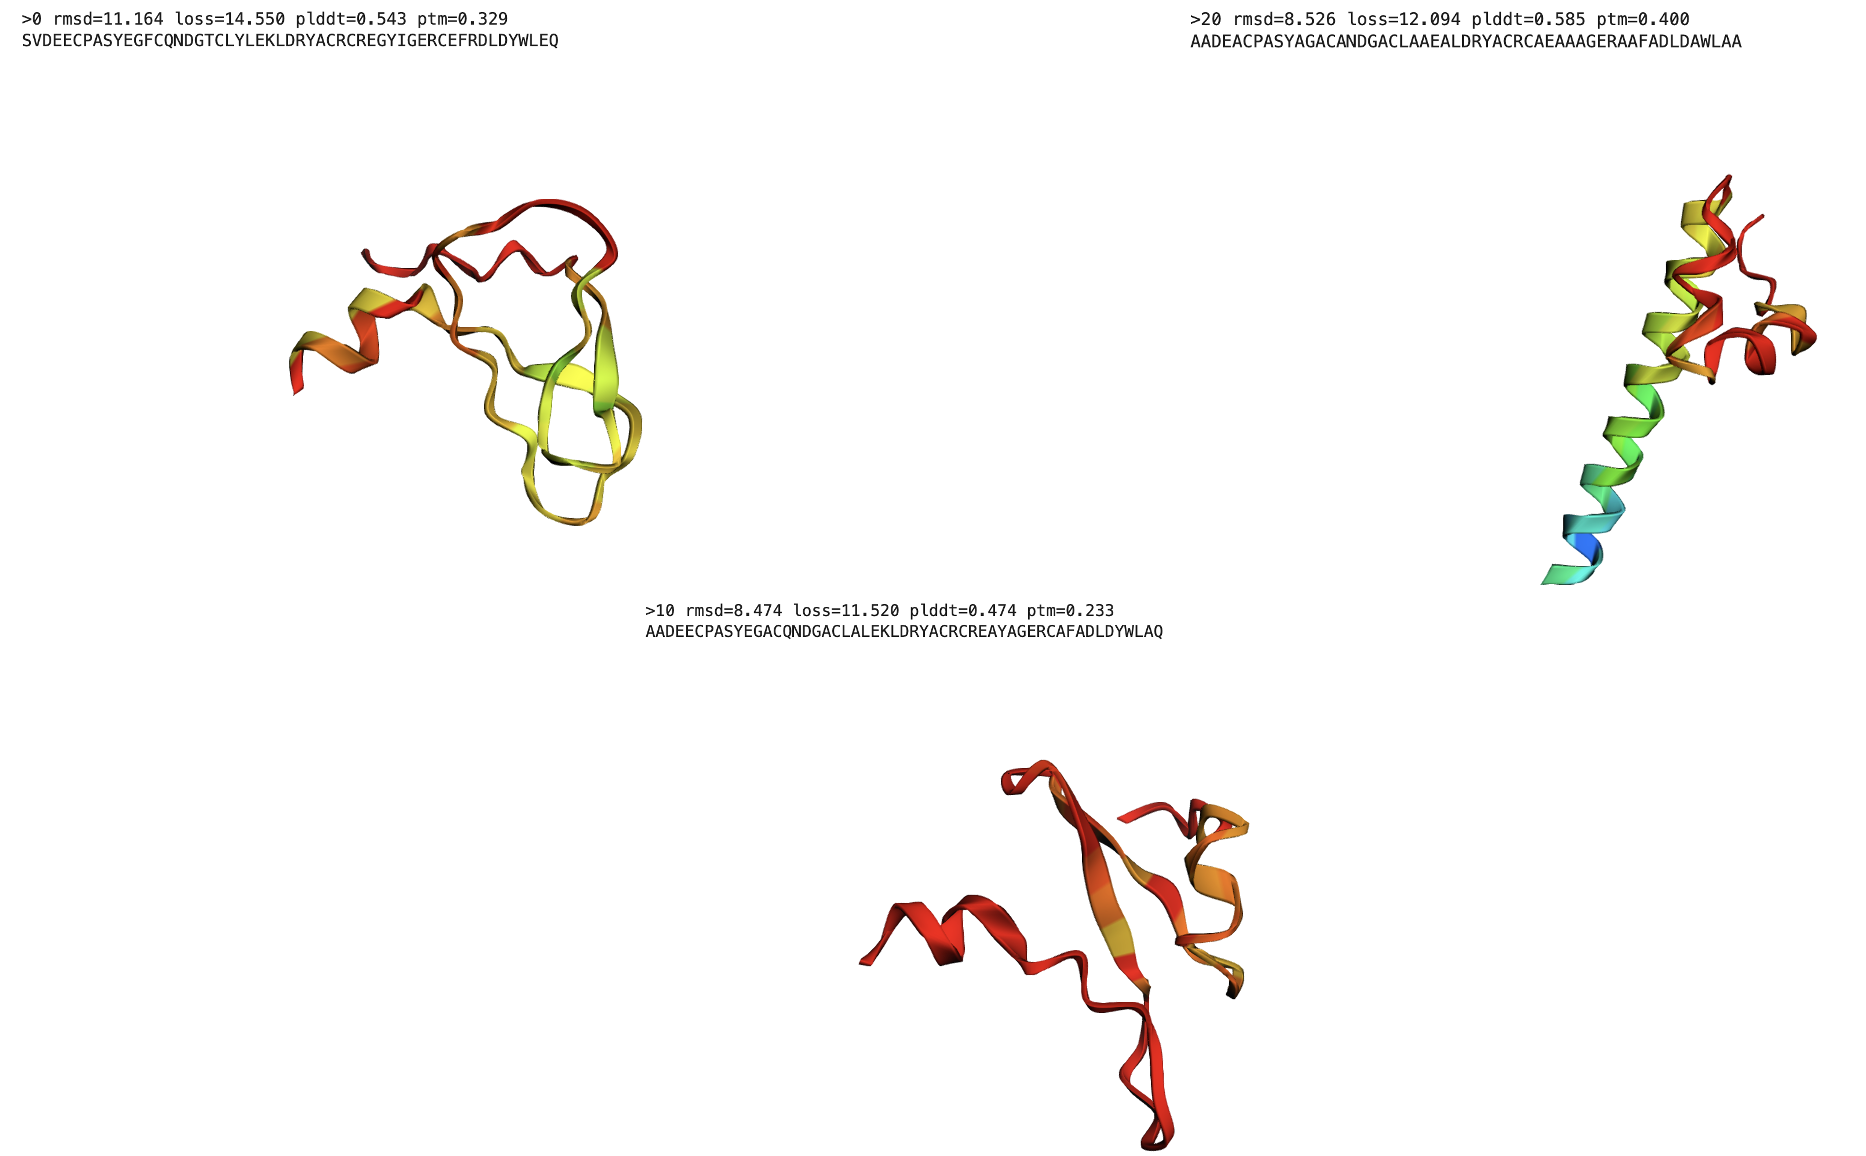 >0 rmsd=11.164 loss=14.550 plddt=0.543 ptm=0.329
SVDEECPASYEGFCQNDGTCLYLEKLDRYACRCREGYIGERCEFRDLDYWLEQ
>20 rmsd=8.526 loss=12.094 plddt=0.585 ptm=0.400
AADEACPASYAGACANDGACLAAEALDRYACRCAEAAAGERAAFADLDAWLAA
>10 rmsd=8.474 loss=11.520 plddt=0.474 ptm=0.233
AADEECPASYEGACQNDGACLALEKLDRYACRCREAYAGERCAFADLDYWLAQ